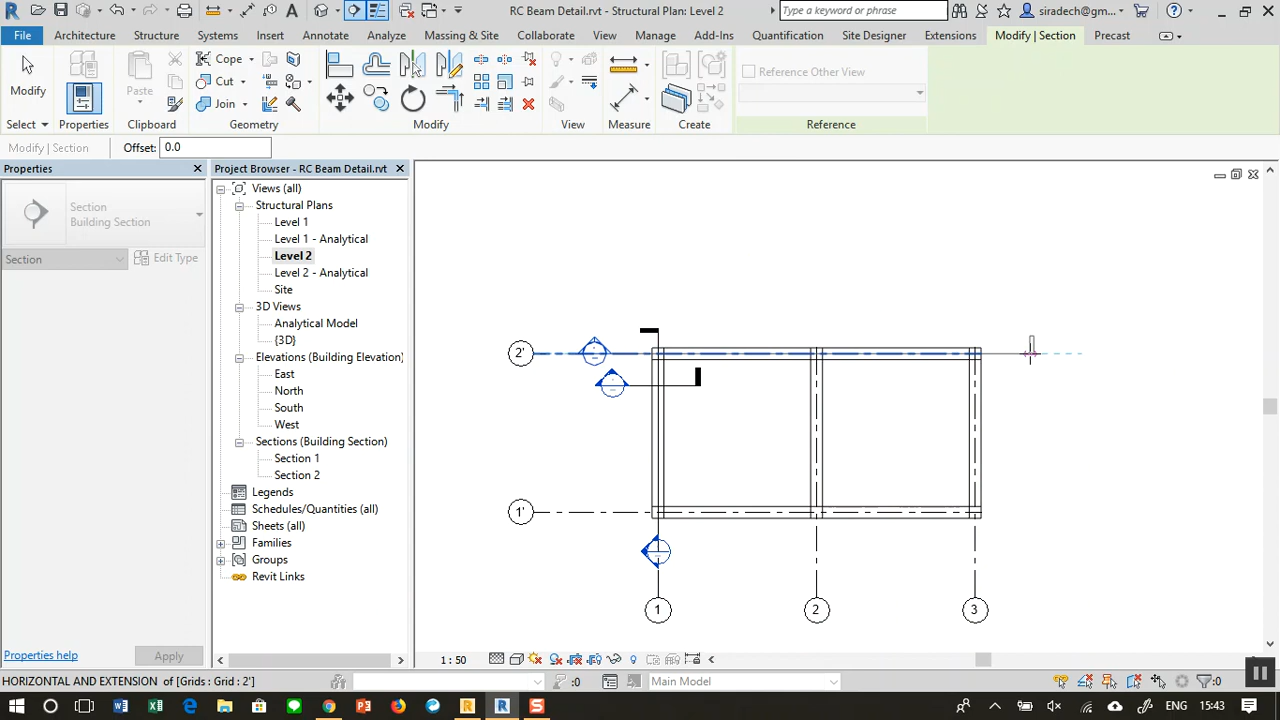 RC Beam Detail.rvt - Structural Plan: Level 2
Type a keyword or phrase
siradech@gm...
File
Architecture
Structure
Systems
Insert
Annotate
Analyze
Massing & Site
Collaborate
View
Manage
Add-Ins
Quantification
Site Designer
Extensions
Modify | Section
Precast
Modify
Paste
Cope
Cut
Join
Reference Other View
Select
Properties
Clipboard
Geometry
Modify
View
Measure
Create
Reference
Modify | Section
Offset:
0.0
Properties
Section
Building Section
Section
Edit Type
Properties help
Apply
Project Browser - RC Beam Detail.rvt
Views (all)
Structural Plans
Level 1
Level 1 - Analytical
Level 2
Level 2 - Analytical
Site
3D Views
Analytical Model
{3D}
Elevations (Building Elevation)
East
North
South
West
Sections (Building Section)
Section 1
Section 2
Legends
Schedules/Quantities (all)
Sheets (all)
Families
Groups
Revit Links
2'
1'
1
2
3
1 : 50
HORIZONTAL AND EXTENSION of [Grids : Grid : 2']
:0
Main Model
:0
ENG
15:43